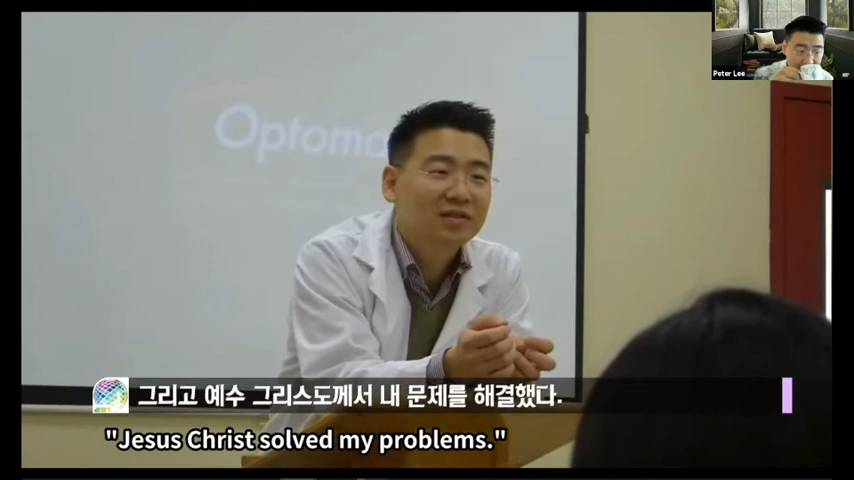 Peter Lee
Optoma
그리고 예수 그리스도께서 내 문제를 해결했다.
"Jesus Christ solved my problems."